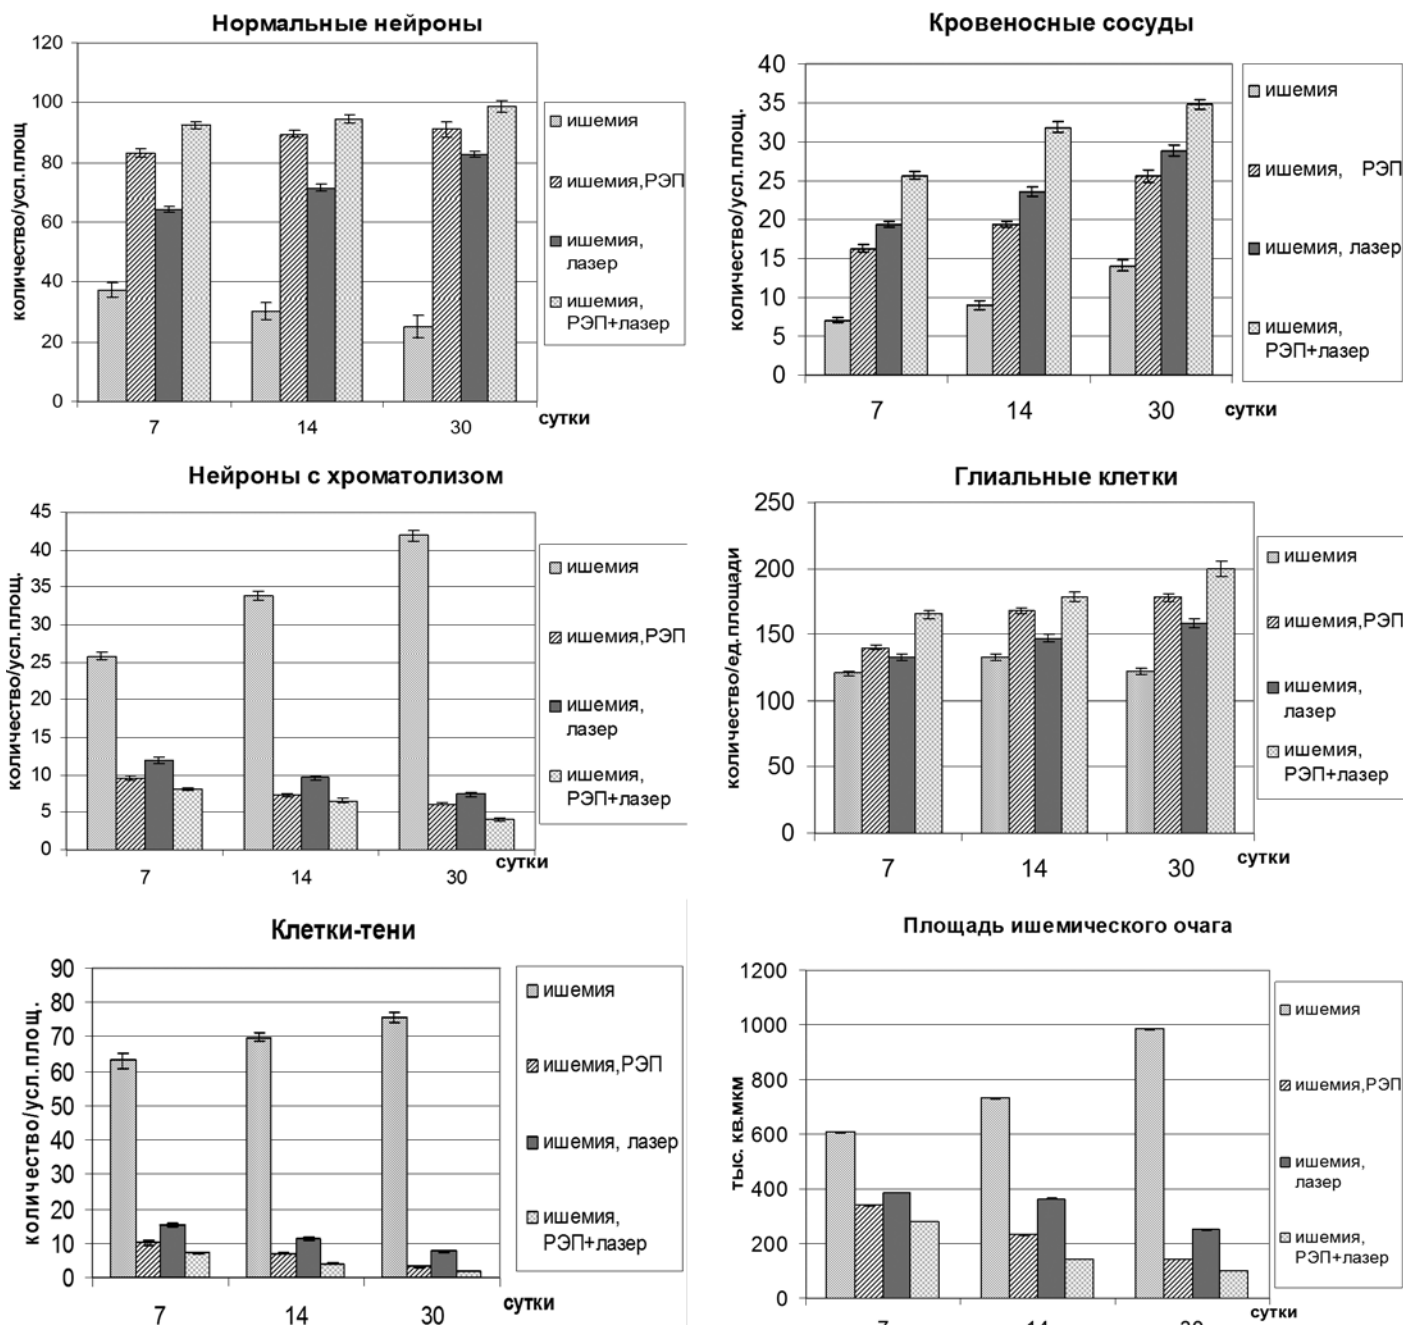 Нормальные нейроны
120
100
80
60
40
20
0
количество/усл.площ
7
14
30
сутки
ишемия
ишемия,РЭП
ишемия,
лазер
ишемия,
РЭП+лазер
Кровеносные сосуды
40
35
30
25
20
15
10
5
0
количество/усл.площ.
7
14
30
сутки
ишемия
ишемия, РЭП
ишемия, лазер
ишемия,
РЭП+лазер
Нейроны с хроматолизом
45
40
35
30
25
20
15
10
5
0
количество/усл.площ.
7
14
30
сутки
ишемия
ишемия,РЭП
ишемия,
лазер
ишемия,
РЭП+лазер
Глиальные клетки
250
200
150
100
50
0
количество/ед.площади
7
14
30
сутки
ишемия
ишемия,РЭП
ишемия,
лазер
ишемия,
РЭП+лазер
Клетки-тени
90
80
70
60
50
40
30
20
10
0
количество/усл.площ.
7
14
30
сутки
ишемия
ишемия,РЭП
ишемия, лазер
ишемия,
РЭП+лазер
Площадь ишемического очага
1200
1000
800
600
400
200
0
тыс. кв.мкм
7
14
30
сутки
ишемия
ишемия,РЭП
ишемия,
лазер
ишемия,
РЭП+лазер